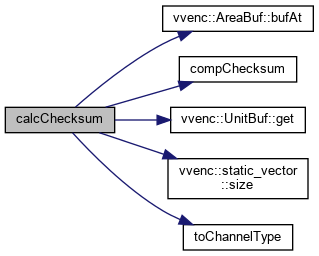 vvenc::AreaBuf::bufAt
compChecksum
calcChecksum
vvenc::UnitBuf::get
vvenc::static_vector
::size
toChannelType